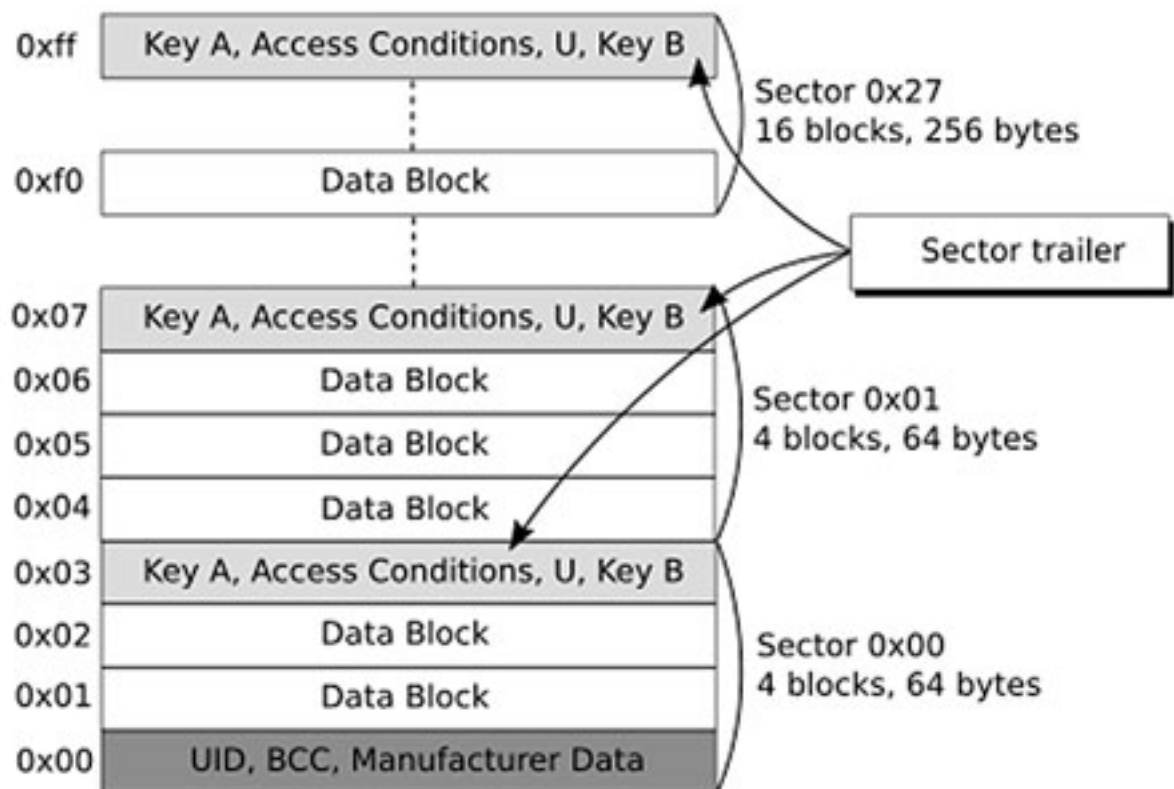 0xff Key A, Access Conditions, U, Key B
Sector 0x27
16 blocks, 256 bytes
0xf0 Data Block
Sector trailer
0x07 Key A, Access Conditions, U, Key B
0x06 Data Block
Sector 0x01
4 blocks, 64 bytes
0x05 Data Block
0x04 Data Block
0x03 Key A, Access Conditions, U, Key B
0x02 Data Block
Sector 0x00
4 blocks, 64 bytes
0x01 Data Block
0x00 UID, BCC, Manufacturer Data